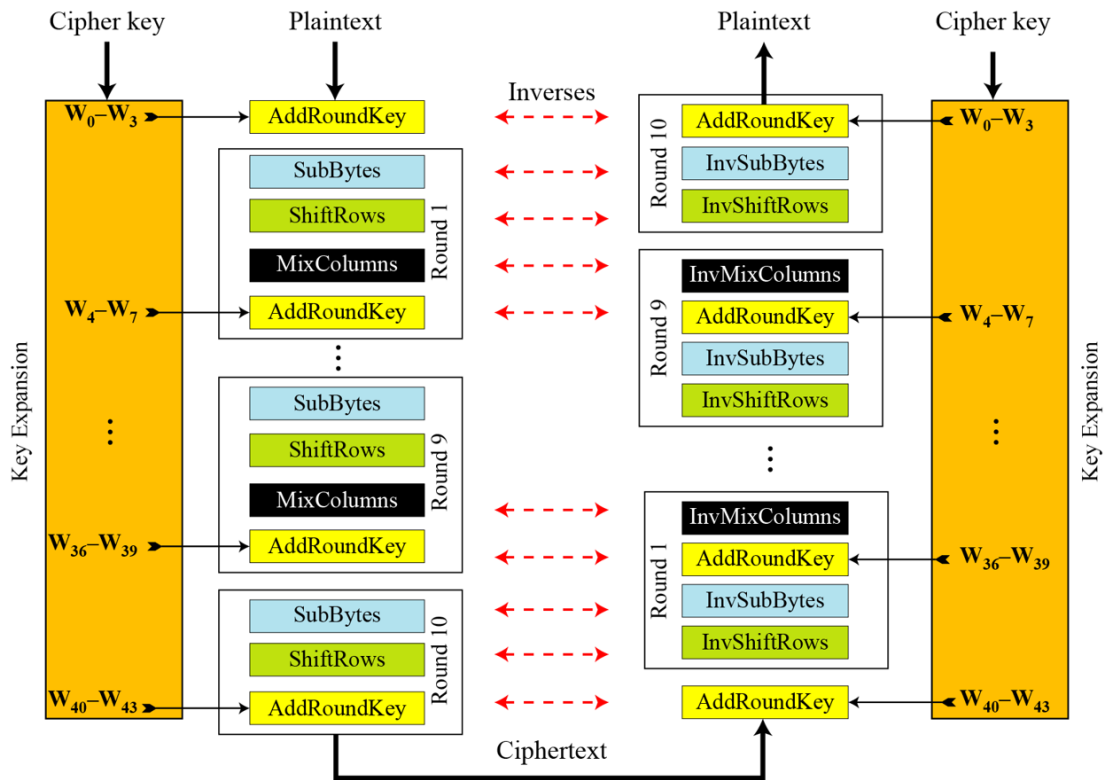 Cipher key
Plaintext
Plaintext
Cipher key
W0–W3
AddRoundKey
Inverses
AddRoundKey
W0–W3
SubBytes
InvSubBytes
ShiftRows
InvShiftRows
Round 10
MixColumns
Round 1
InvMixColumns
W4–W7
AddRoundKey
AddRoundKey
W4–W7
Round 9
InvSubBytes
SubBytes
InvShiftRows
Key Expansion
⋮
⋮
ShiftRows
Round 9
⋮
⋮
Key Expansion
MixColumns
InvMixColumns
W36–W39
AddRoundKey
AddRoundKey
W36–W39
Round 1
SubBytes
InvSubBytes
ShiftRows
Round 10
InvShiftRows
W40–W43
AddRoundKey
AddRoundKey
W40–W43
Ciphertext